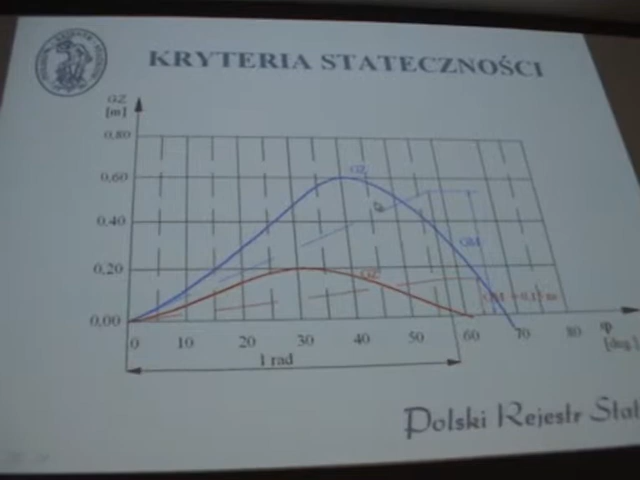 KRYTERIA STATECZNOŚCI
GZ
[m]
0,80
0,60
0,40
0,20
0,00
GZ
GM
GZ
0 10 20 30 40 50 60 70 80 φ
[deg.]
1 rad
Polski Rejestr Stat